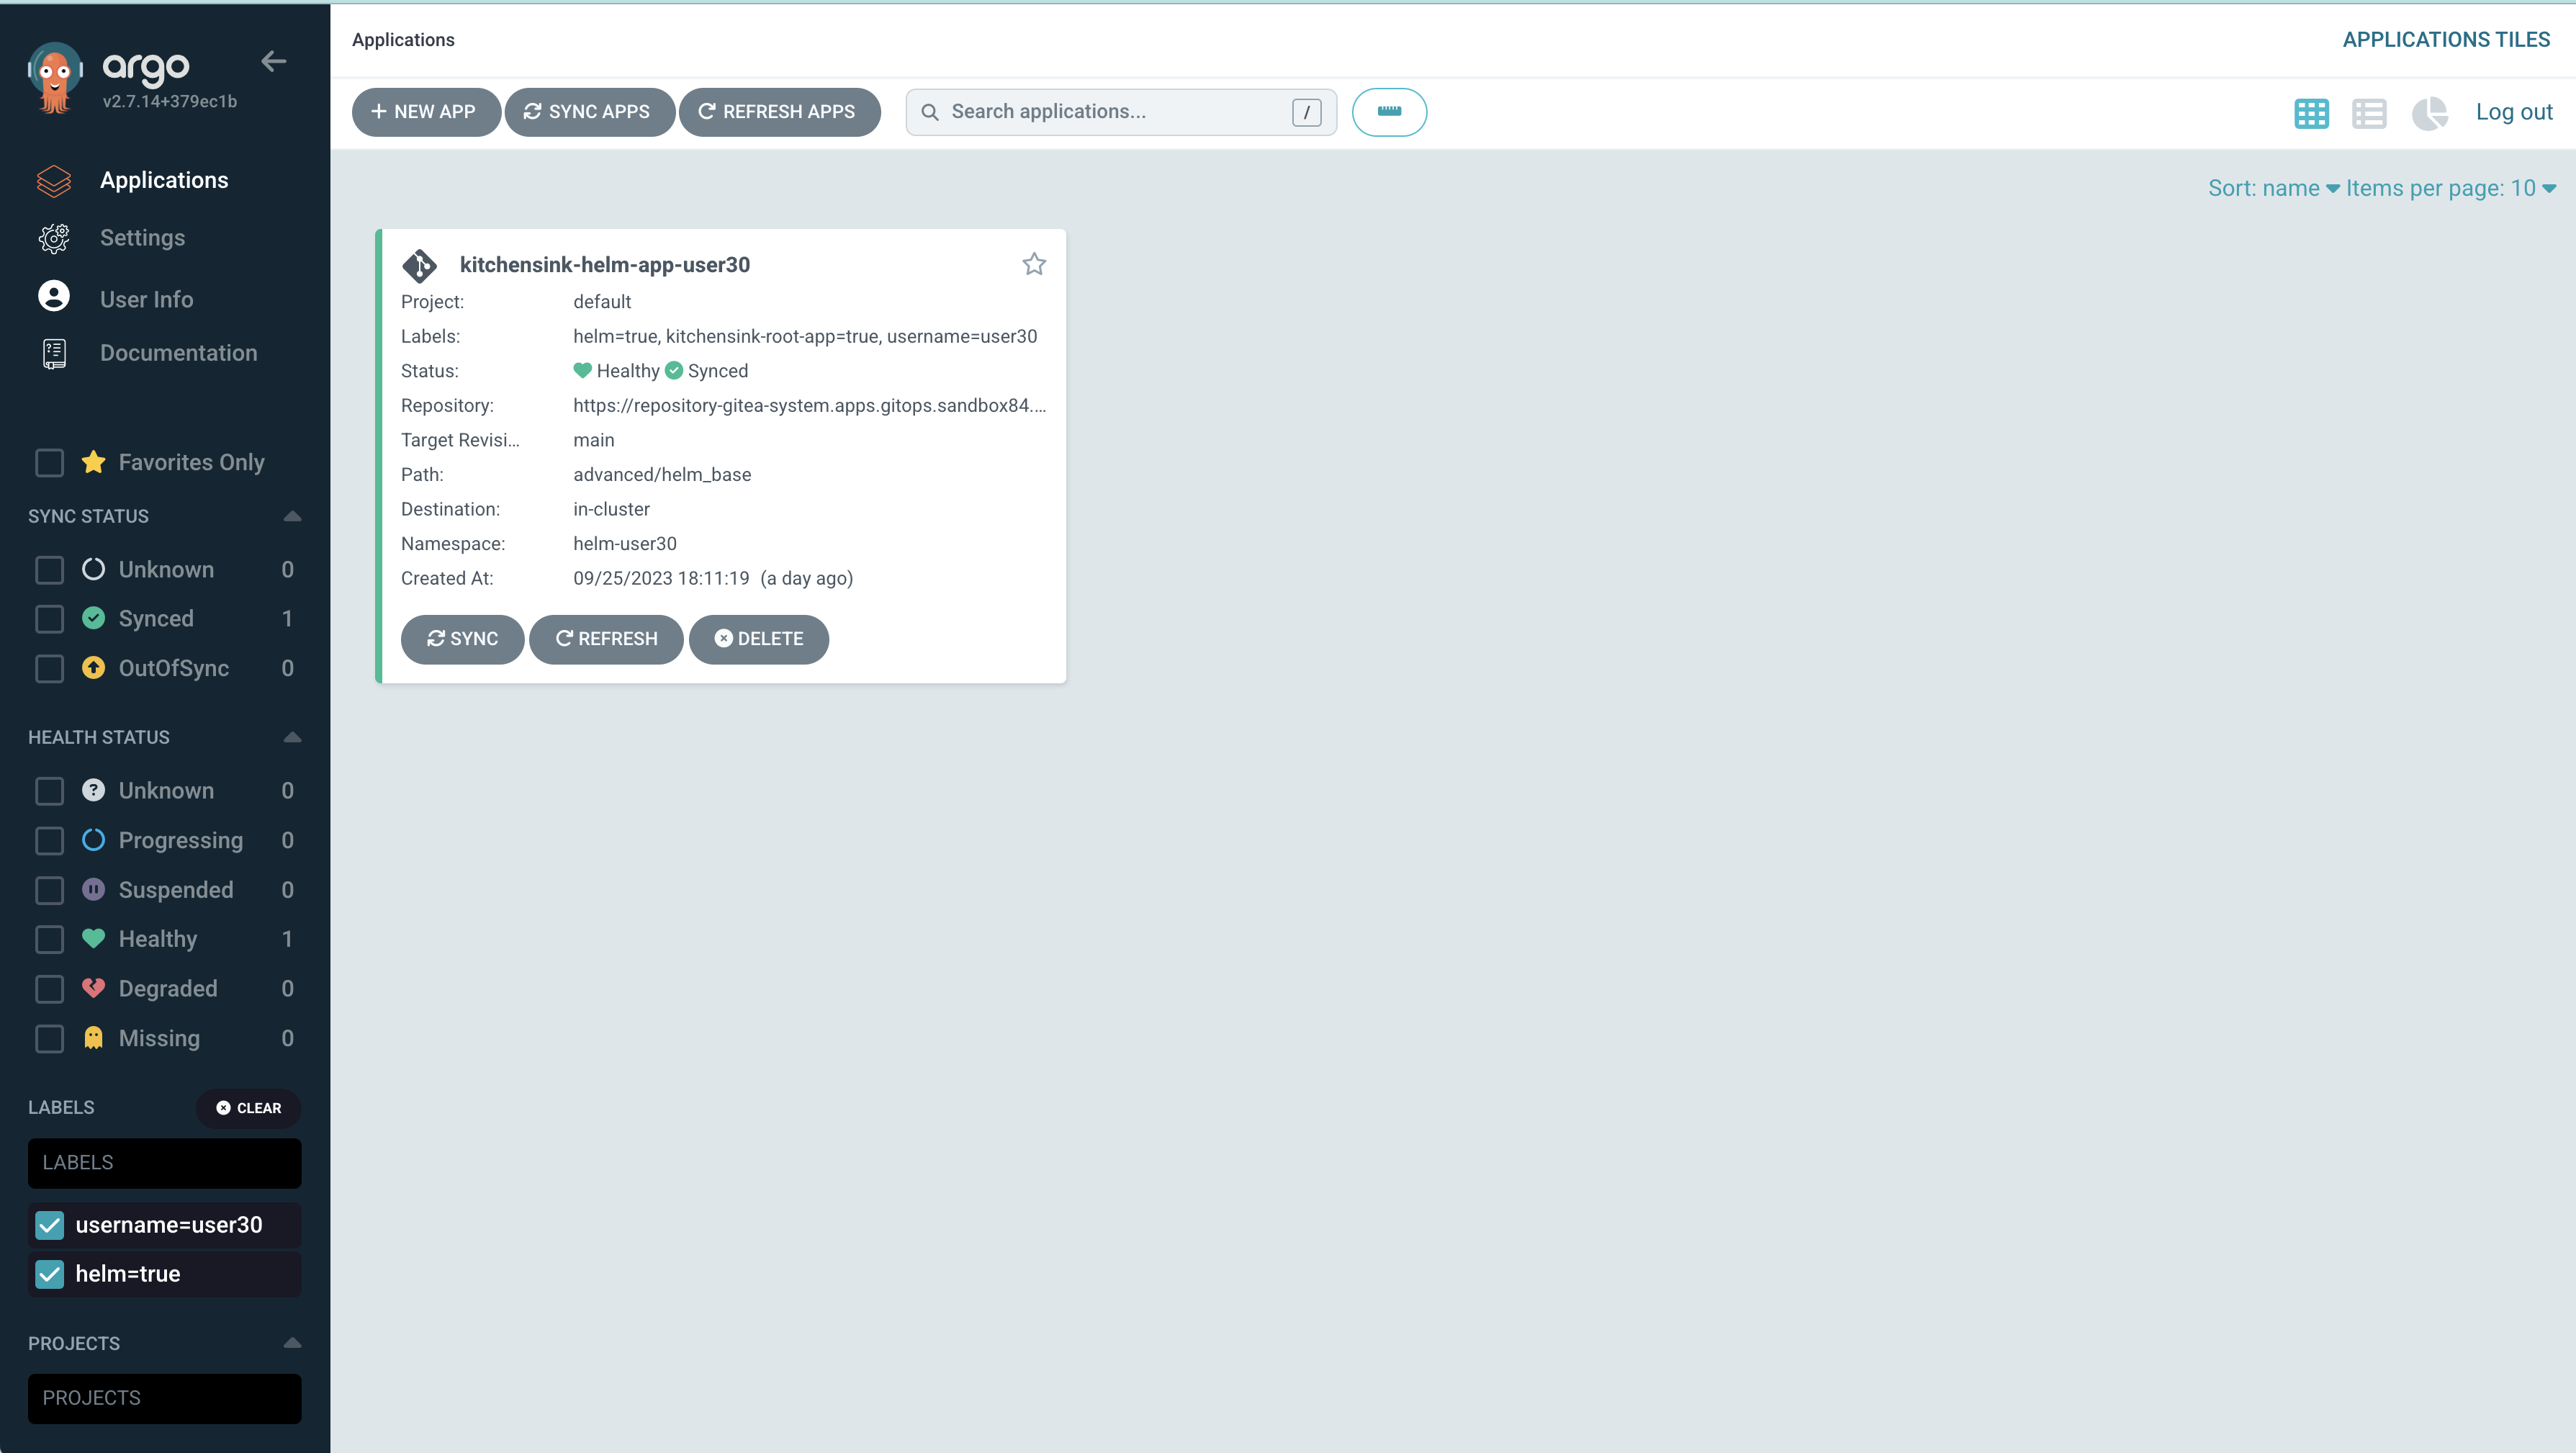 argo
v2.7.14+379ec1b
Applications
Settings
User Info
Documentation
Favorites Only
SYNC STATUS
Unknown 0
Synced 1
OutOfSync 0
HEALTH STATUS
Unknown 0
Progressing 0
Suspended 0
Healthy 1
Degraded 0
Missing 0
LABELS CLEAR
LABELS
username=user30
helm=true
PROJECTS
PROJECTS
Applications APPLICATIONS TILES
+ NEW APP SYNC APPS REFRESH APPS Search applications... / Log out
Sort: name Items per page: 10
kitchensink-helm-app-user30
Project: default
Labels: helm=true, kitchensink-root-app=true, username=user30
Status: Healthy Synced
Repository: https://repository-gitea-system.apps.gitops.sandbox84....
Target Revisi... main
Path: advanced/helm_base
Destination: in-cluster
Namespace: helm-user30
Created At: 09/25/2023 18:11:19 (a day ago)
SYNC REFRESH DELETE